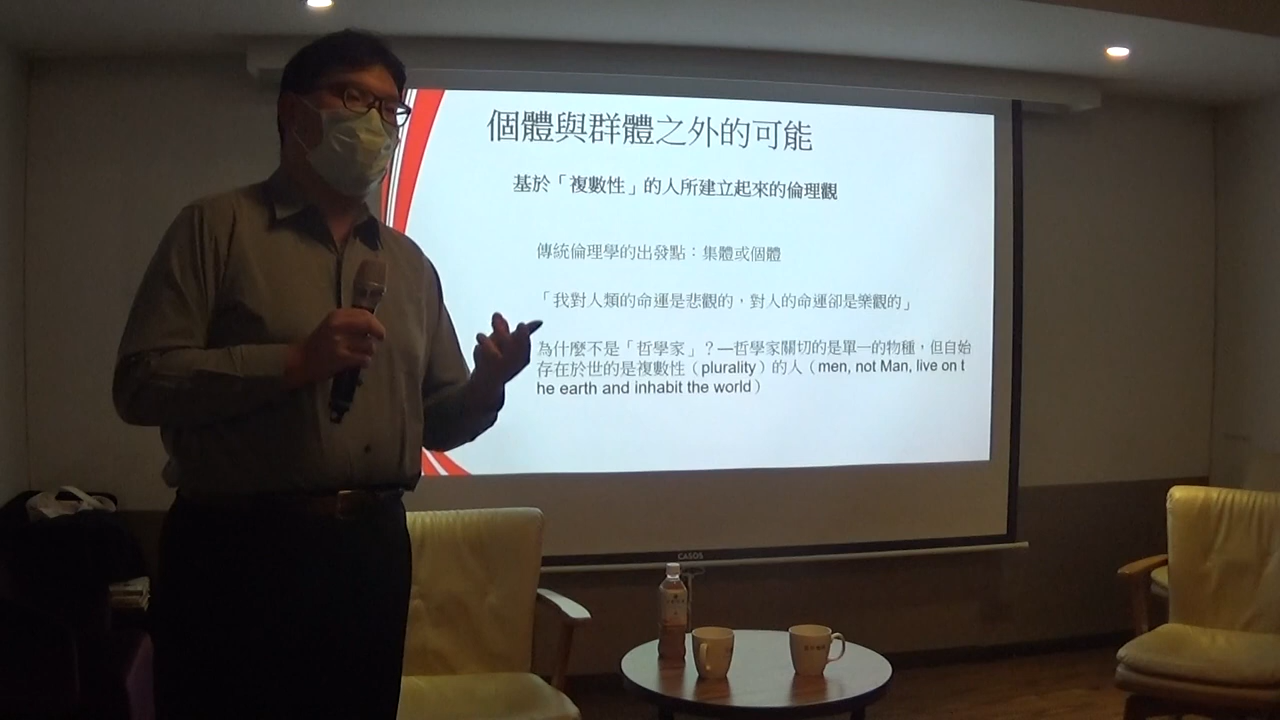 個體與群體之外的可能
基於「複數性」的人所建立起來的倫理觀
傳統倫理學的出發點：集體或個體
「我對人類的命運是悲觀的，對人的命運卻是樂觀的」
為什麼不是「哲學家」？—哲學家關切的是單一的物種，但自始
存在於世的是複數性（plurality）的人（men, not Man, live on t
he earth and inhabit the world）
CASOS